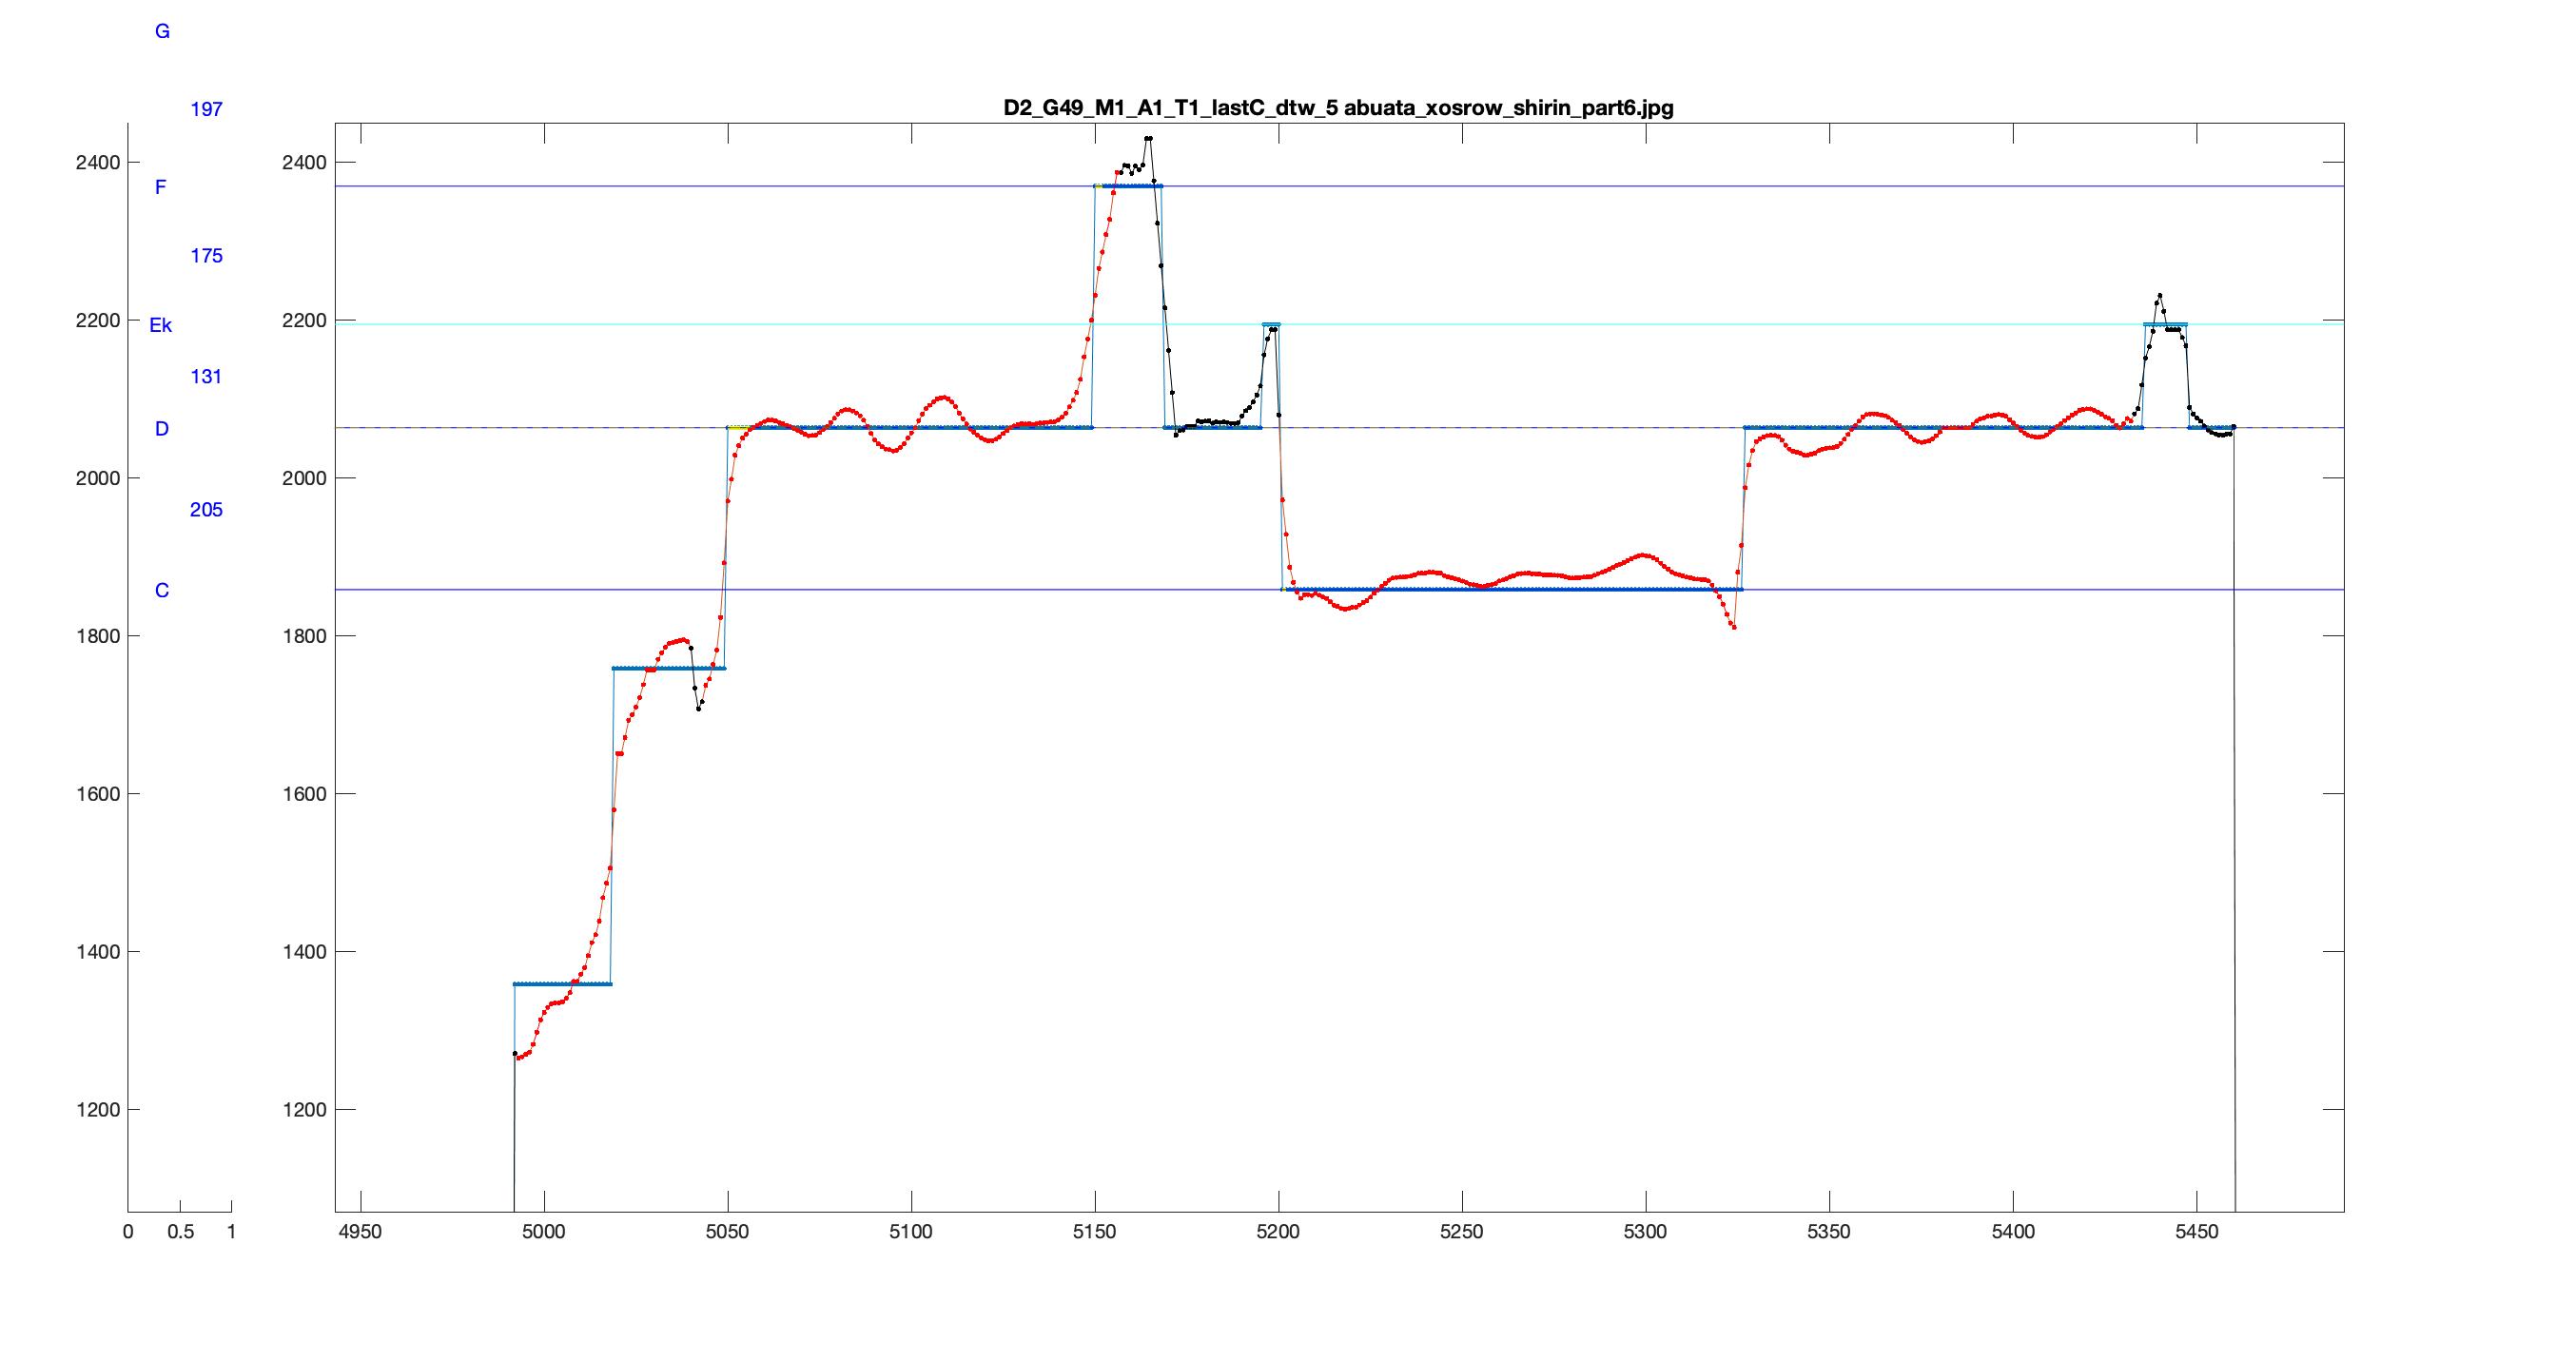 G
197
D2_G49_M1_A1_T1_lastC_dtw_5 abuata_xosrow_shirin_part6.jpg
2400 2400
F
175
2200 Ek 2200
131
D
2000 2000
205
C
1800 1800
1600 1600
1400 1400
1200 1200
0 0.5 1 4950 5000 5050 5100 5150 5200 5250 5300 5350 5400 5450